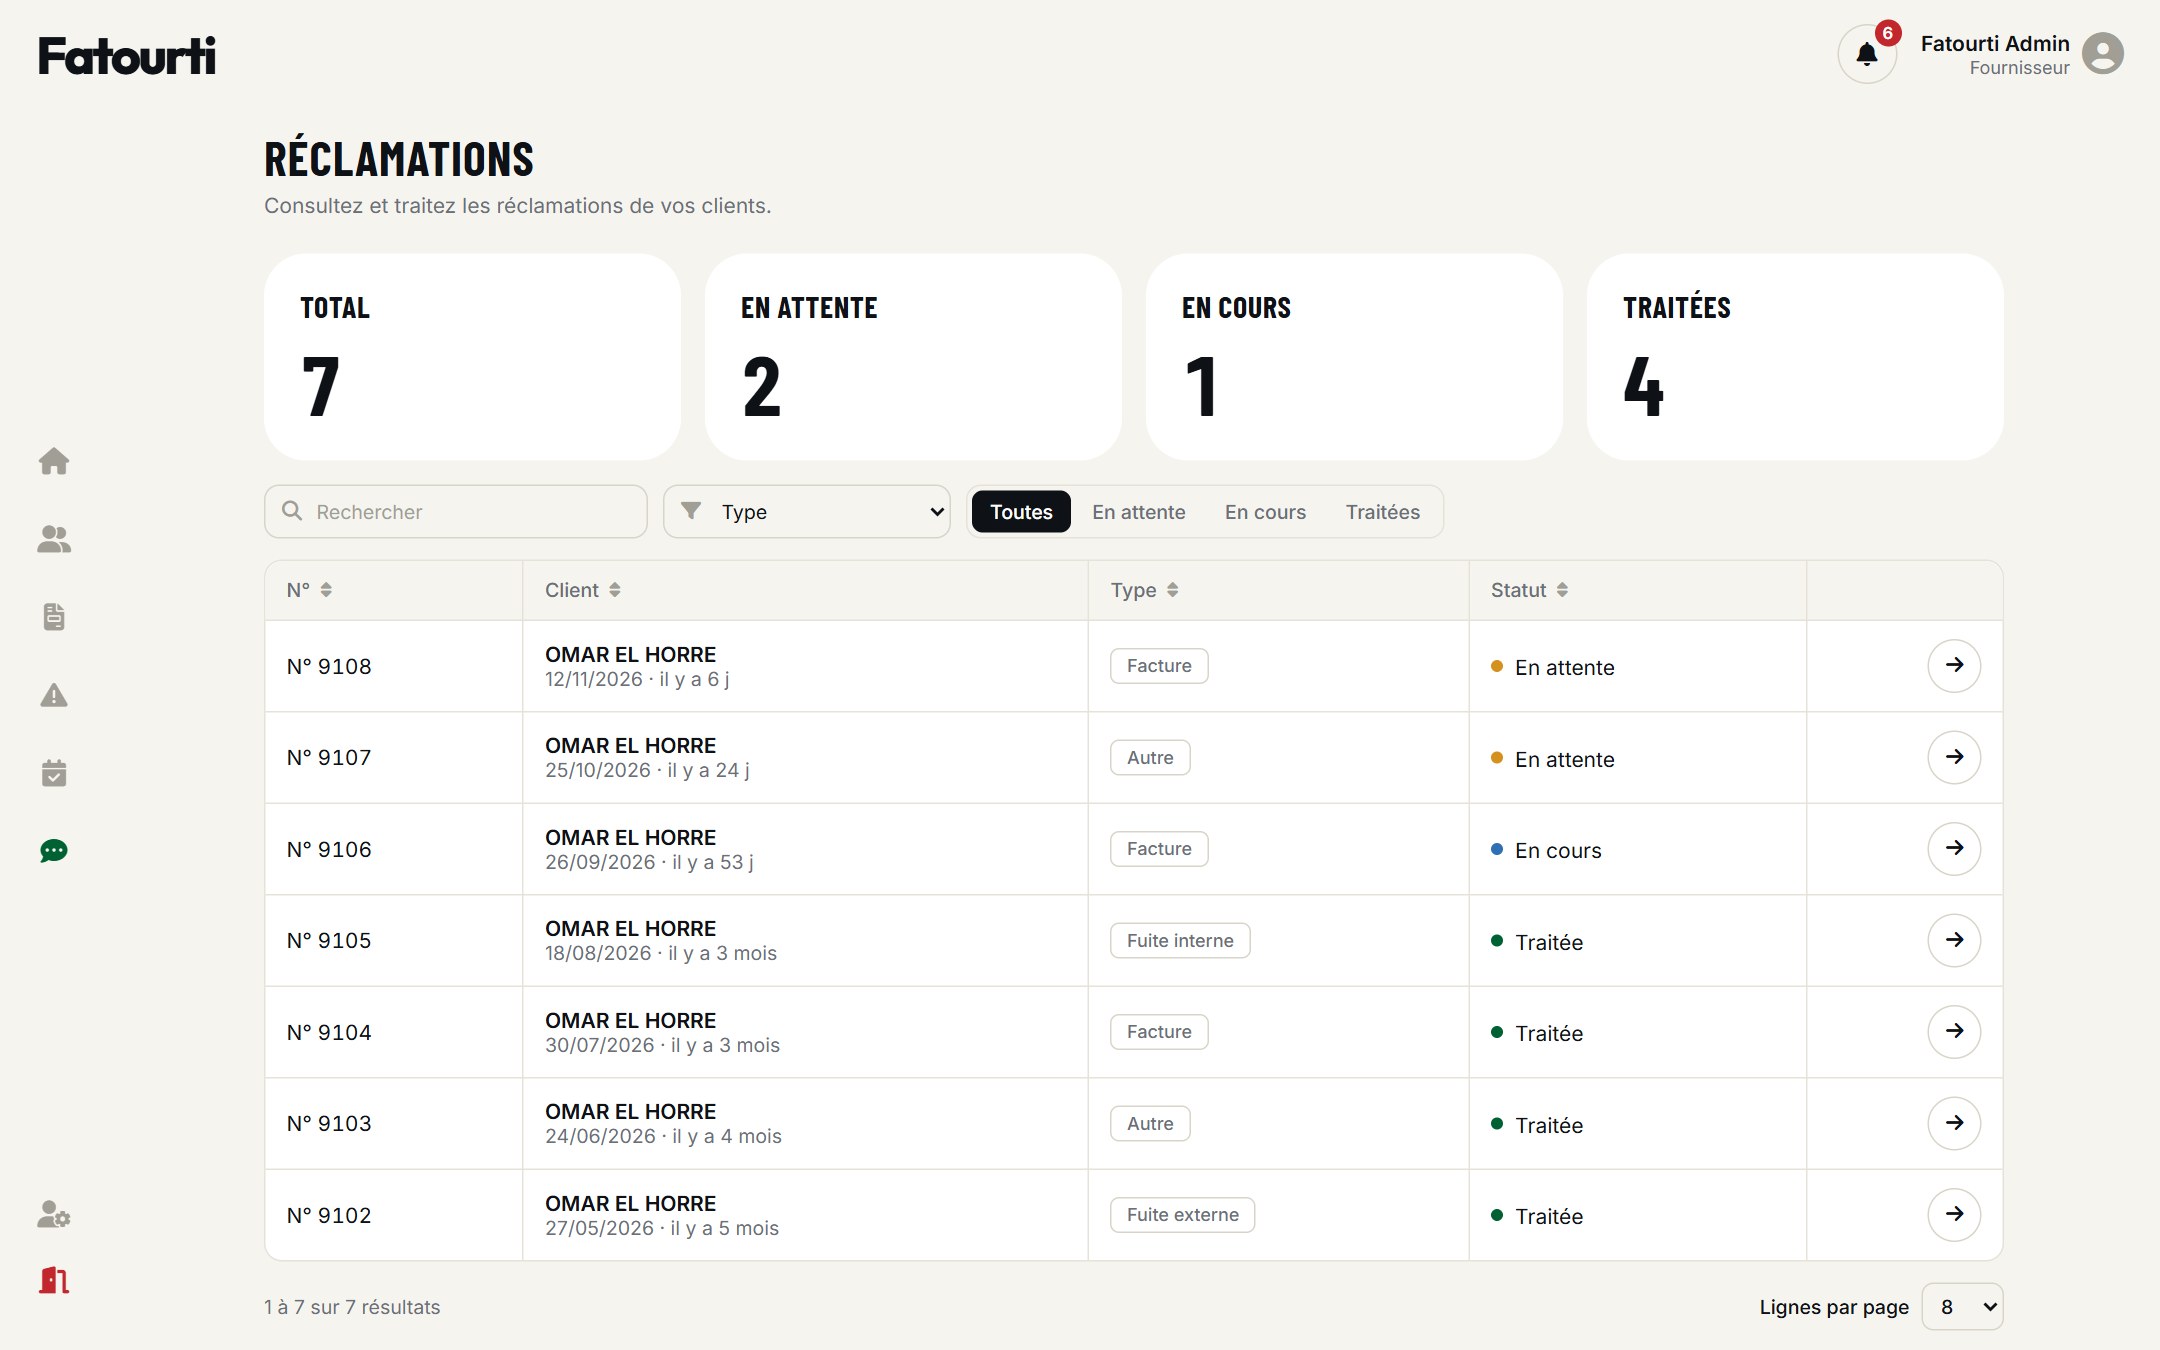 Fatourti
6
Fatourti Admin
Fournisseur
RÉCLAMATIONS
Consultez et traitez les réclamations de vos clients.
TOTAL
7
EN ATTENTE
2
EN COURS
1
TRAITÉES
4
Rechercher
Type
Toutes En attente En cours Traitées
N° Client Type Statut
N° 9108
OMAR EL HORRE
12/11/2026 · il y a 6 j
Facture
En attente
N° 9107
OMAR EL HORRE
25/10/2026 · il y a 24 j
Autre
En attente
N° 9106
OMAR EL HORRE
26/09/2026 · il y a 53 j
Facture
En cours
N° 9105
OMAR EL HORRE
18/08/2026 · il y a 3 mois
Fuite interne
Traitée
N° 9104
OMAR EL HORRE
30/07/2026 · il y a 3 mois
Facture
Traitée
N° 9103
OMAR EL HORRE
24/06/2026 · il y a 4 mois
Autre
Traitée
N° 9102
OMAR EL HORRE
27/05/2026 · il y a 5 mois
Fuite externe
Traitée
1 à 7 sur 7 résultats
Lignes par page 8